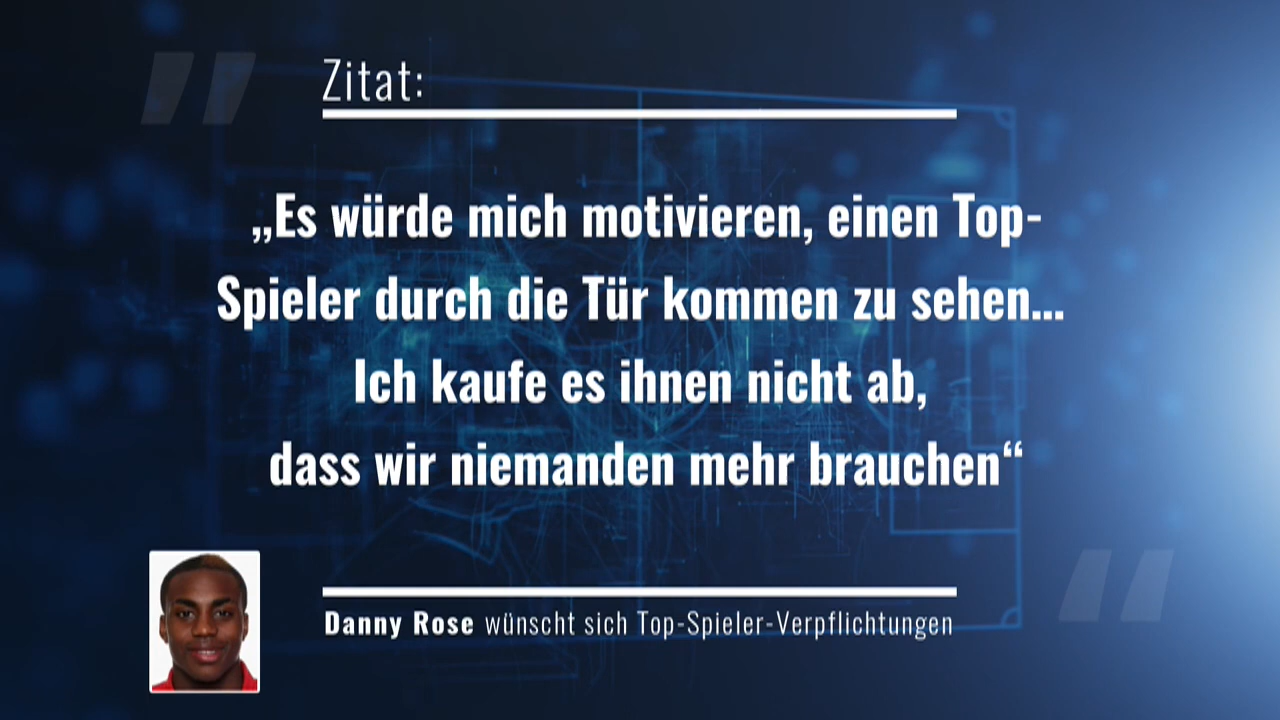 Zitat:
„Es würde mich motivieren, einen Top-
Spieler durch die Tür kommen zu sehen...
Ich kaufe es ihnen nicht ab,
dass wir niemanden mehr brauchen“
Danny Rose wünscht sich Top-Spieler-Verpflichtungen